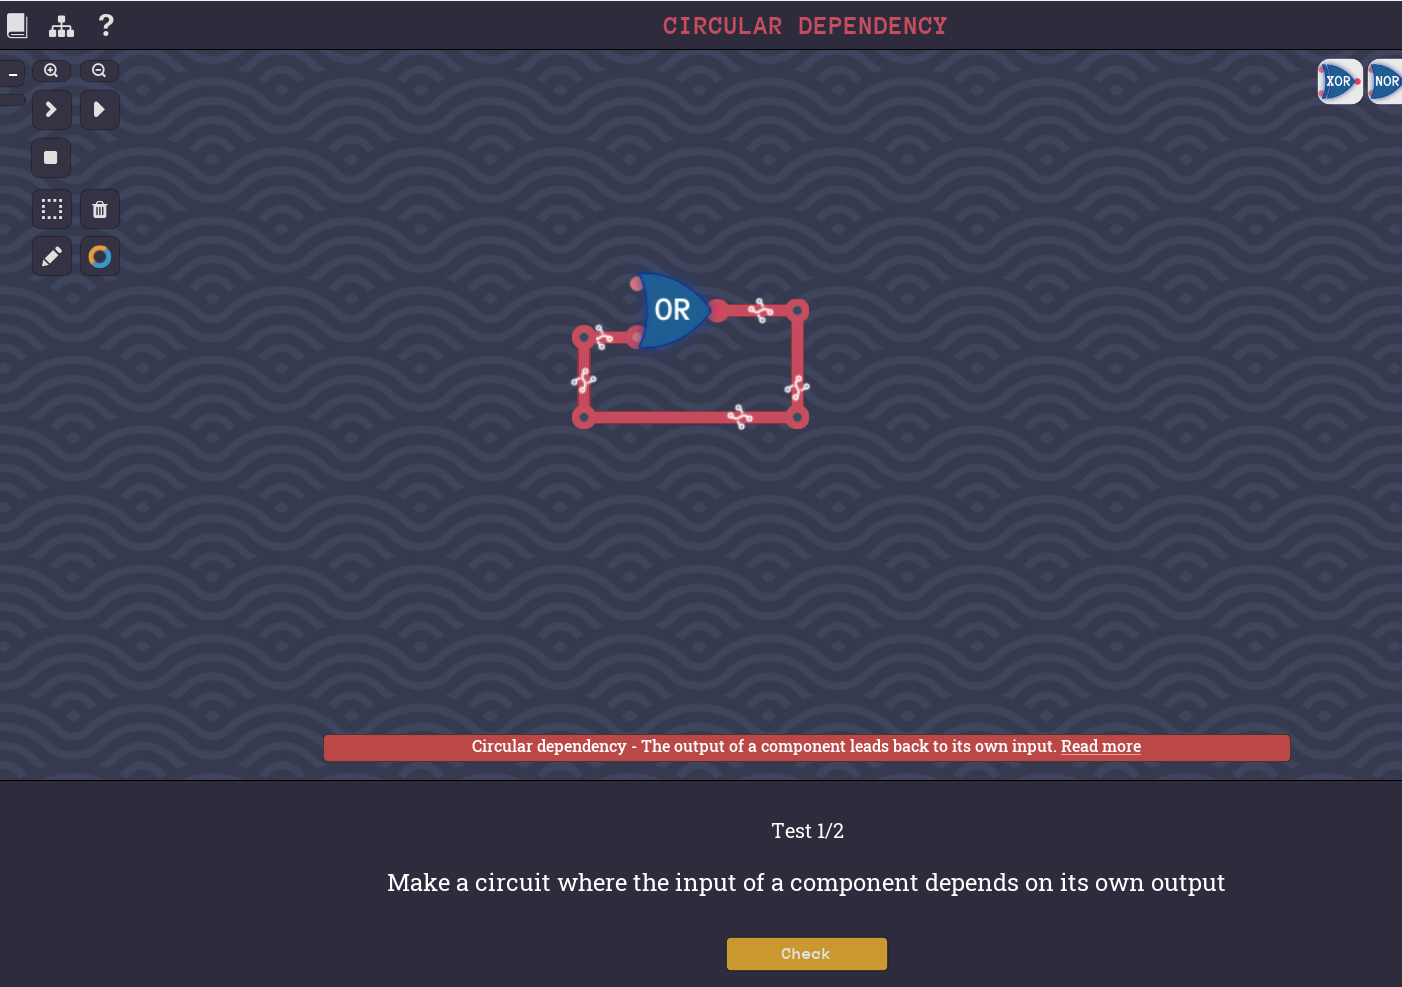 ?
CIRCULAR DEPENDENCY
XOR
NOR
OR
Circular dependency - The output of a component leads back to its own input. Read more
Test 1/2
Make a circuit where the input of a component depends on its own output
Check